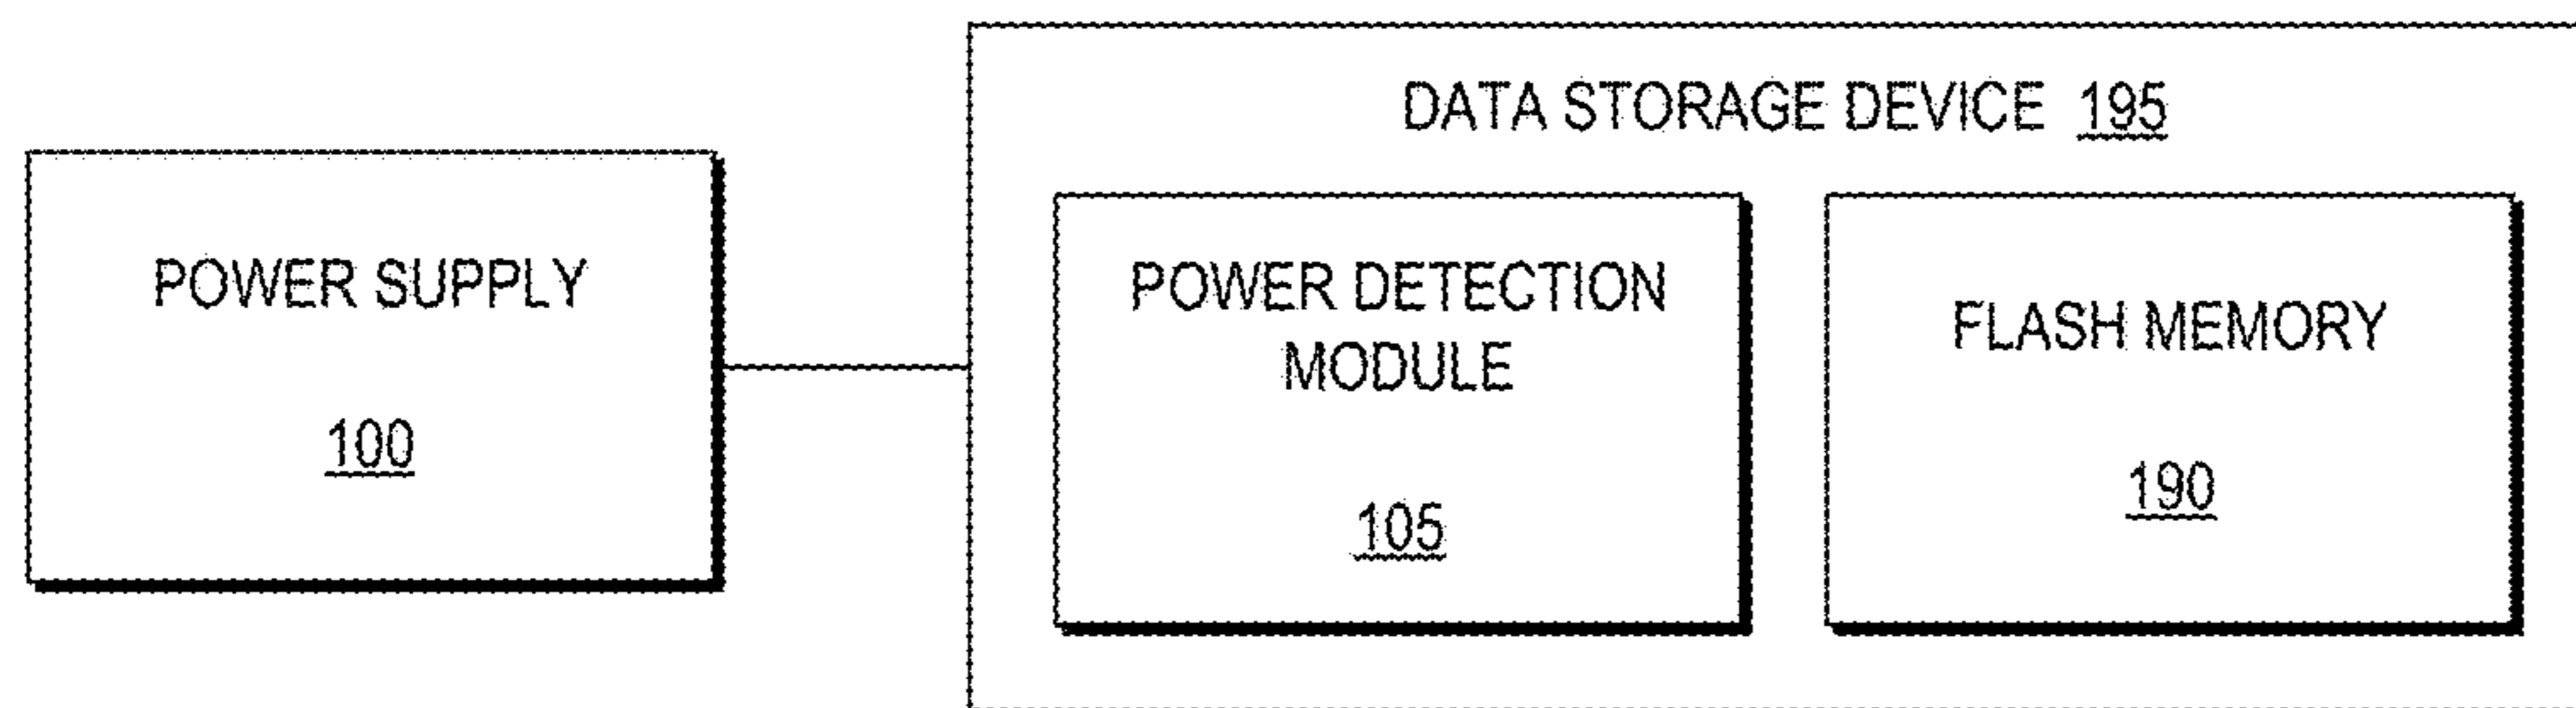 DATA STORAGE DEVICE 195
POWER SUPPLY
100
POWER DETECTION
MODULE
105
FLASH MEMORY
190